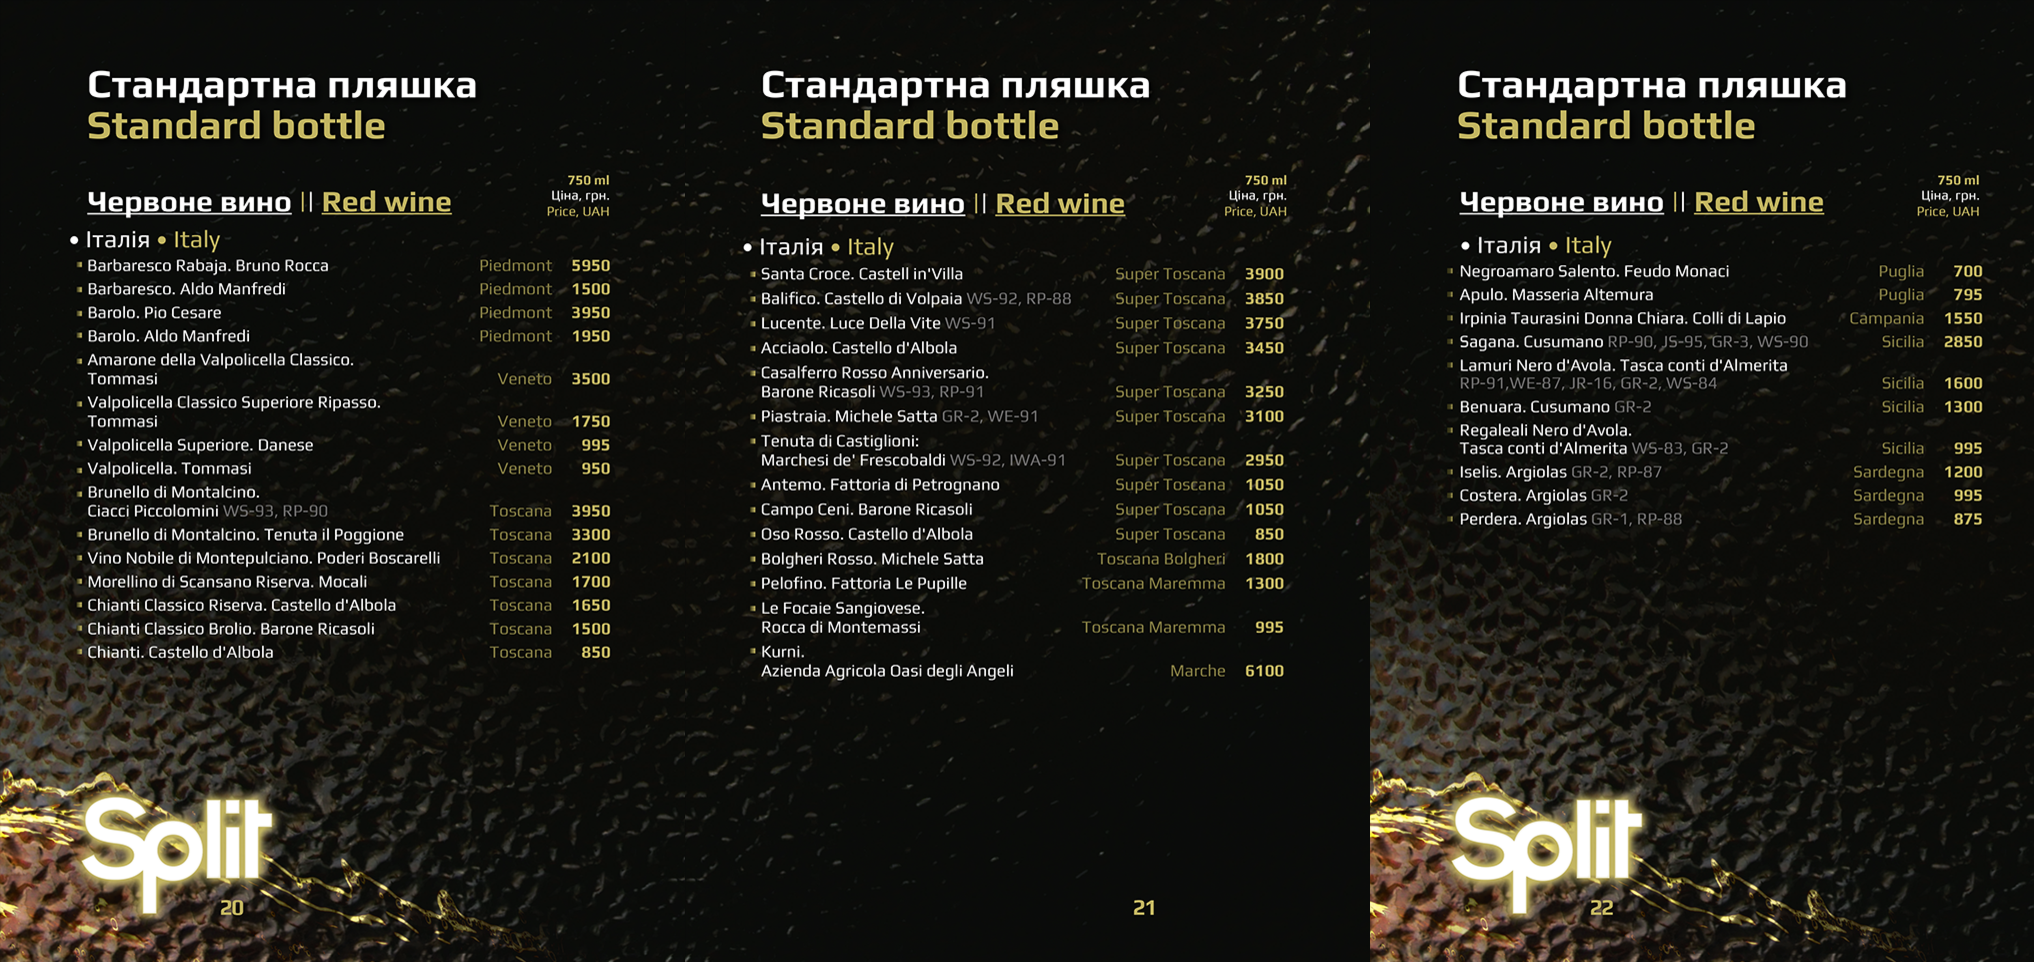 Стандартна пляшка
Standard bottle
750 ml
Ціна, грн.
Price, UAH
Червоне вино || Red wine
• Італія • Italy
Barbaresco Rabaja. Bruno Rocca Piedmont 5950
Barbaresco. Aldo Manfredi Piedmont 1500
Barolo. Pio Cesare Piedmont 3950
Barolo. Aldo Manfredi Piedmont 1950
Amarone della Valpolicella Classico.
Tommasi Veneto 3500
Valpolicella Classico Superiore Ripasso.
Tommasi Veneto 1750
Valpolicella Superiore. Danese Veneto 995
Valpolicella. Tommasi Veneto 950
Brunello di Montalcino.
Ciacci Piccolomini WS-93, RP-90 Toscana 3950
Brunello di Montalcino. Tenuta il Poggione Toscana 3300
Vino Nobile di Montepulciano. Poderi Boscarelli Toscana 2100
Morellino di Scansano Riserva. Mocali Toscana 1700
Chianti Classico Riserva. Castello d'Albola Toscana 1650
Chianti Classico Brolio. Barone Ricasoli Toscana 1500
Chianti. Castello d'Albola Toscana 850
Split
20
Стандартна пляшка
Standard bottle
750 ml
Ціна, грн.
Price, UAH
Червоне вино || Red wine
• Італія • Italy
Santa Croce. Castell in'Villa Super Toscana 3900
Balifico. Castello di Volpaia WS-92, RP-88 Super Toscana 3850
Lucente. Luce Della Vite WS-91 Super Toscana 3750
Acciaolo. Castello d'Albola Super Toscana 3450
Casalferro Rosso Anniversario.
Barone Ricasoli WS-93, RP-91 Super Toscana 3250
Piastraia. Michele Satta GR-2, WE-91 Super Toscana 3100
Tenuta di Castiglioni:
Marchesi de' Frescobaldi WS-92, IWA-91 Super Toscana 2950
Antemo. Fattoria di Petrognano Super Toscana 1050
Campo Ceni. Barone Ricasoli Super Toscana 1050
Oso Rosso. Castello d'Albola Super Toscana 850
Bolgheri Rosso. Michele Satta Toscana Bolgheri 1800
Pelofino. Fattoria Le Pupille Toscana Maremma 1300
Le Focaie Sangiovese.
Rocca di Montemassi Toscana Maremma 995
Kurni.
Azienda Agricola Oasi degli Angeli Marche 6100
21
Стандартна пляшка
Standard bottle
750 ml
Ціна, грн.
Price, UAH
Червоне вино || Red wine
• Італія • Italy
Negroamaro Salento. Feudo Monaci Puglia 700
Apulo. Masseria Altemura Puglia 795
Irpinia Taurasini Donna Chiara. Colli di Lapio Campania 1550
Sagana. Cusumano RP-90, JS-95, GR-3, WS-90 Sicilia 2850
Lamuri Nero d'Avola. Tasca conti d'Almerita
RP-91,WE-87, JR-16, GR-2, WS-84 Sicilia 1600
Benuara. Cusumano GR-2 Sicilia 1300
Regaleali Nero d'Avola.
Tasca conti d'Almerita WS-83, GR-2 Sicilia 995
Iselis. Argiolas GR-2, RP-87 Sardegna 1200
Costera. Argiolas GR-2 Sardegna 995
Perdera. Argiolas GR-1, RP-88 Sardegna 875
Split
22